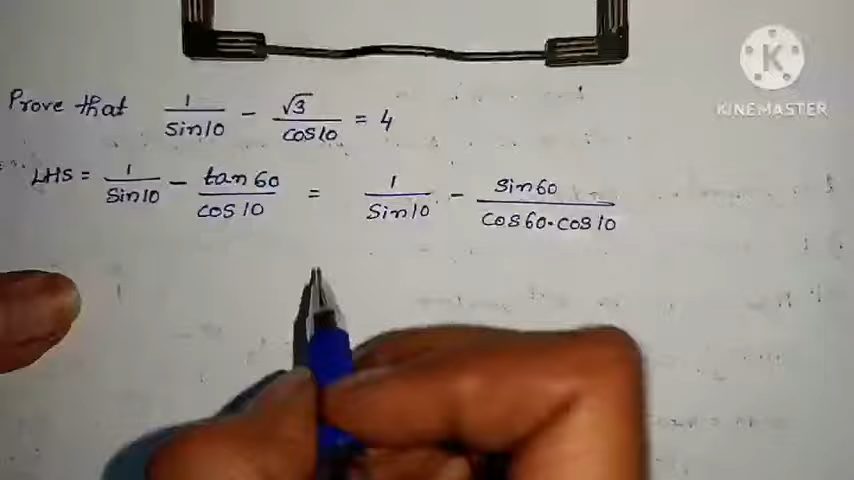 Prove that 1/sin10 - √3/cos10 = 4
LHS = 1/sin10 - tan60/cos10 = 1/sin10 - sin60/cos60·cos10
K
KINEMASTER